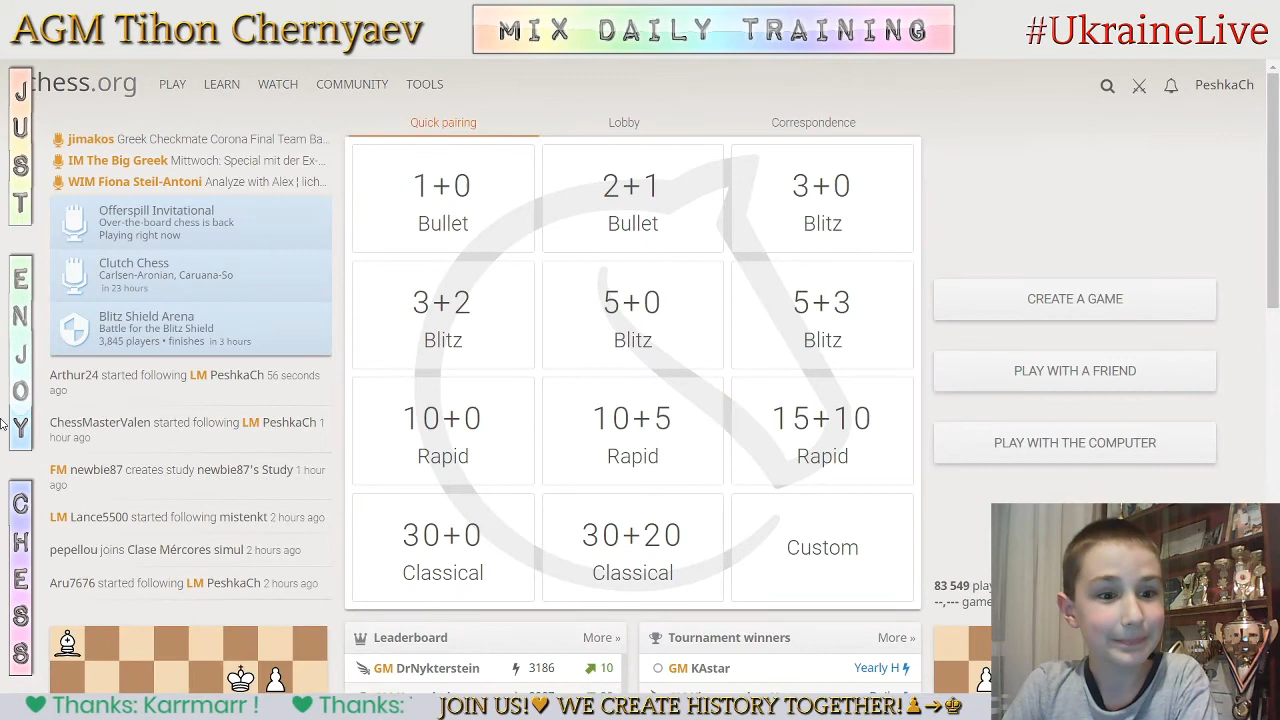 AGM Tihon Chernyaev
MIX DAILY TRAINING
#UkraineLive
JUST
ENJOY
CHESS
chess.org
PLAY
LEARN
WATCH
COMMUNITY
TOOLS
PeshkaCh
jimakos Greek Checkmate Corona Final Team Ba...
IM The Big Greek Mittwoch: Special mit der Ex-...
WIM Fiona Steil-Antoni Analyze with Alex ¦ lich...
Offerspill Invitational
Over-the-board chess is back
Playing right now
Clutch Chess
Carlsen-Aronian, Caruana-So
in 23 hours
Blitz Shield Arena
Battle for the Blitz Shield
3,845 players • finishes in 3 hours
Arthur24 started following LM PeshkaCh 56 seconds
ago
ChessMasterValen started following LM PeshkaCh 1
hour ago
FM newbie87 creates study newbie87's Study 1 hour
ago
LM Lance5500 started following mistenkt 2 hours ago
pepellou joins Clase Mércores simul 2 hours ago
Aru7676 started following LM PeshkaCh 2 hours ago
Quick pairing
Lobby
Correspondence
1+0
Bullet
2+1
Bullet
3+0
Blitz
3+2
Blitz
5+0
Blitz
5+3
Blitz
10+0
Rapid
10+5
Rapid
15+10
Rapid
30+0
Classical
30+20
Classical
Custom
CREATE A GAME
PLAY WITH A FRIEND
PLAY WITH THE COMPUTER
83 549 play
--,--- game
Leaderboard
More »
GM DrNykterstein 3186 10
Tournament winners
More »
GM KAstar Yearly H
Thanks: Karrmarr ! Thanks:
JOIN US! WE CREATE HISTORY TOGETHER!